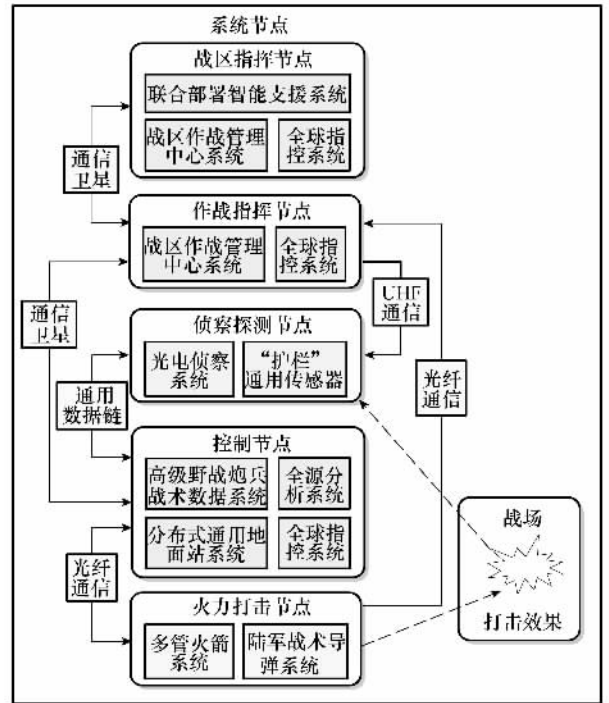 系统节点
战区指挥节点
联合部署智能支援系统
战区作战管理
中心系统
全球指
控系统
通信
卫星
作战指挥节点
战区作战管理
中心系统
全球指
控系统
UHF
通信
通信
卫星
侦察探测节点
光电侦察
系统
“护栏”
通用传感器
通用
数据链
光纤
通信
控制节点
高级野战炮兵
战术数据系统
全源分
析系统
分布式通用地
面站系统
全球指
控系统
战场
打击效果
光纤
通信
火力打击节点
多管火箭
系统
陆军战术导
弹系统